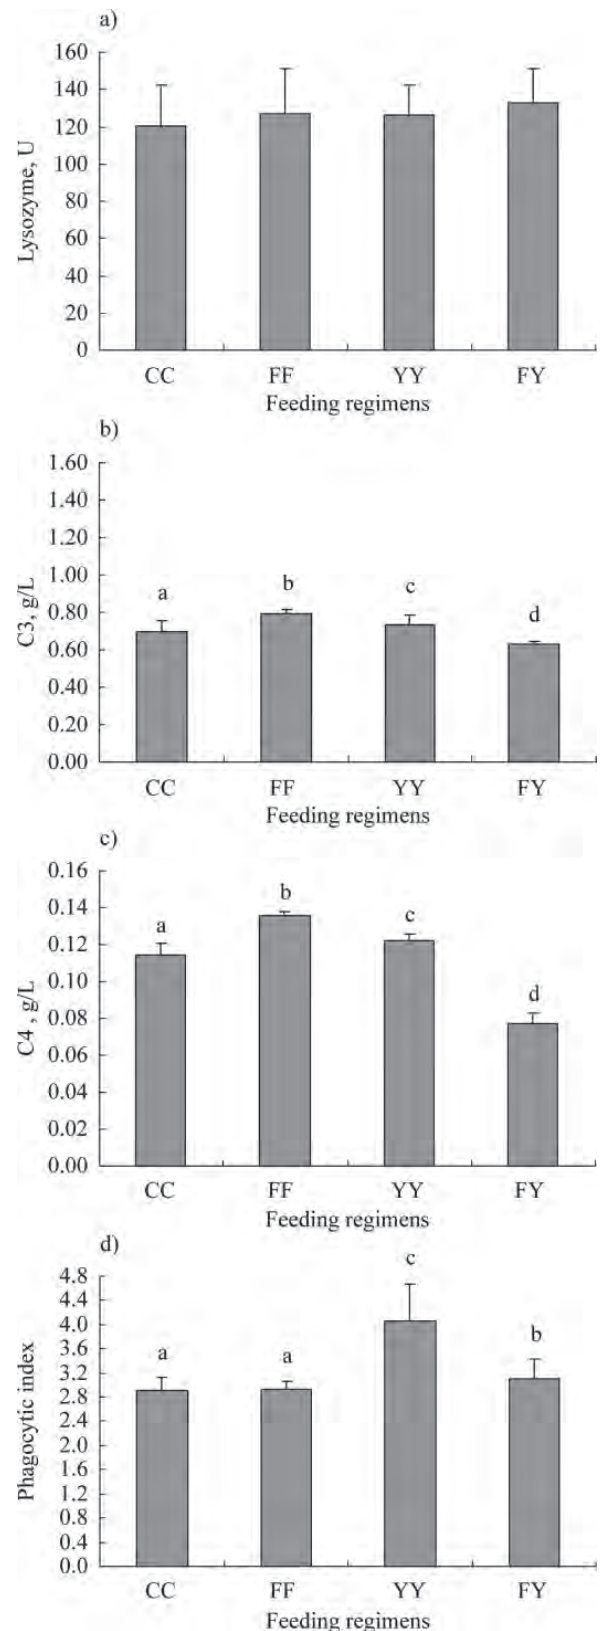 a)
160
140
120
100
80
60
40
20
0
Lysozyme, U
CC FF YY FY
Feeding regimens
b)
1.60
1.40
1.20
1.00
0.80
0.60
0.40
0.20
0.00
C3, g/L
a b c d
CC FF YY FY
Feeding regimens
c)
0.16
0.14
0.12
0.10
0.08
0.06
0.04
0.02
0.00
C4 , g/L
a b c d
CC FF YY FY
Feeding regimens
d)
4.8
4.4
4.0
3.6
3.2
2.8
2.4
2.0
1.6
1.2
0.8
0.4
0.0
Phagocytic index
a a c b
CC FF YY FY
Feeding regimens